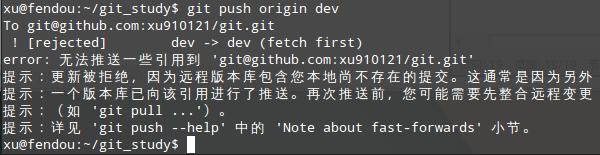 xu@fendou:~/git_study$ git push origin dev
To git@github.com:xu910121/git.git
 ! [rejected]        dev -> dev (fetch first)
error: 无法推送一些引用到 'git@github.com:xu910121/git.git'
提示：更新被拒绝，因为远程版本库包含您本地尚不存在的提交。这通常是因为另外
提示：一个版本库已向该引用进行了推送。再次推送前，您可能需要先整合远程变更
提示：（如 'git pull ...'）。
提示：详见 'git push --help' 中的 'Note about fast-forwards' 小节。
xu@fendou:~/git_study$